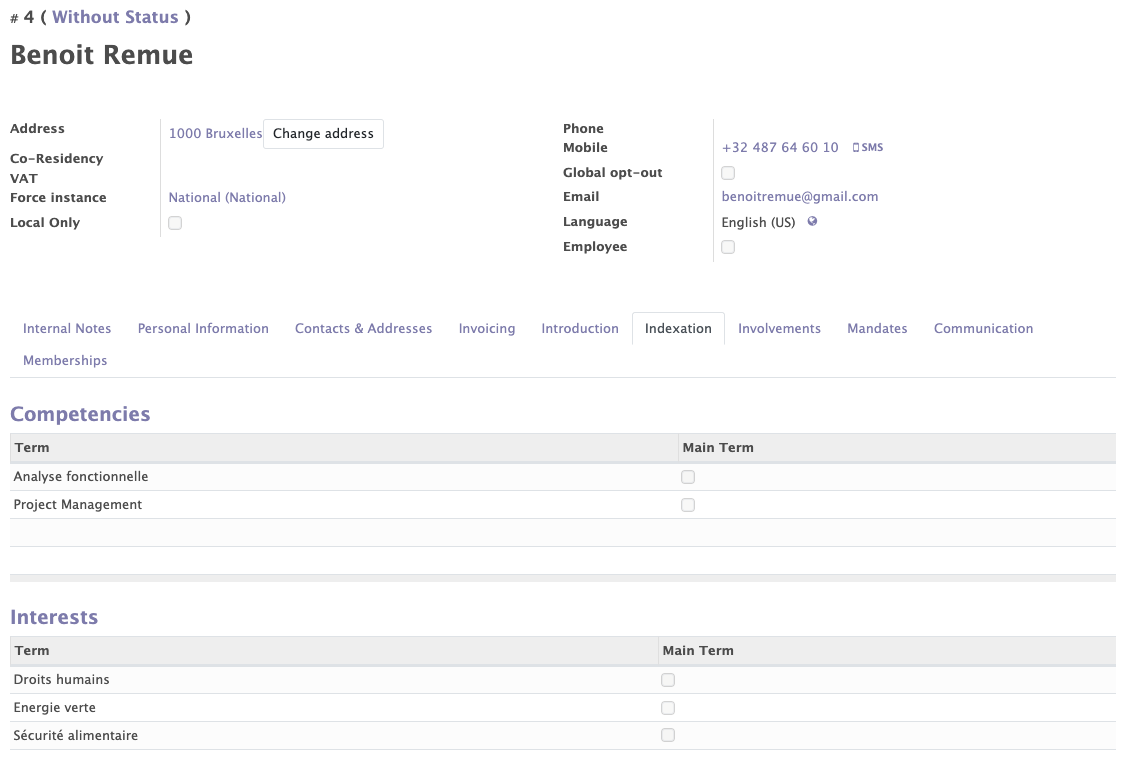 # 4 ( Without Status )
Benoit Remue
Address
1000 Bruxelles Change address
Co-Residency
VAT
Force instance National (National)
Local Only
Phone
Mobile +32 487 64 60 10 SMS
Global opt-out
Email benoitremue@gmail.com
Language English (US)
Employee
Internal Notes Personal Information Contacts & Addresses Invoicing Introduction Indexation Involvements Mandates Communication
Memberships
Competencies
Term Main Term
Analyse fonctionnelle
Project Management
Interests
Term Main Term
Droits humains
Energie verte
Sécurité alimentaire